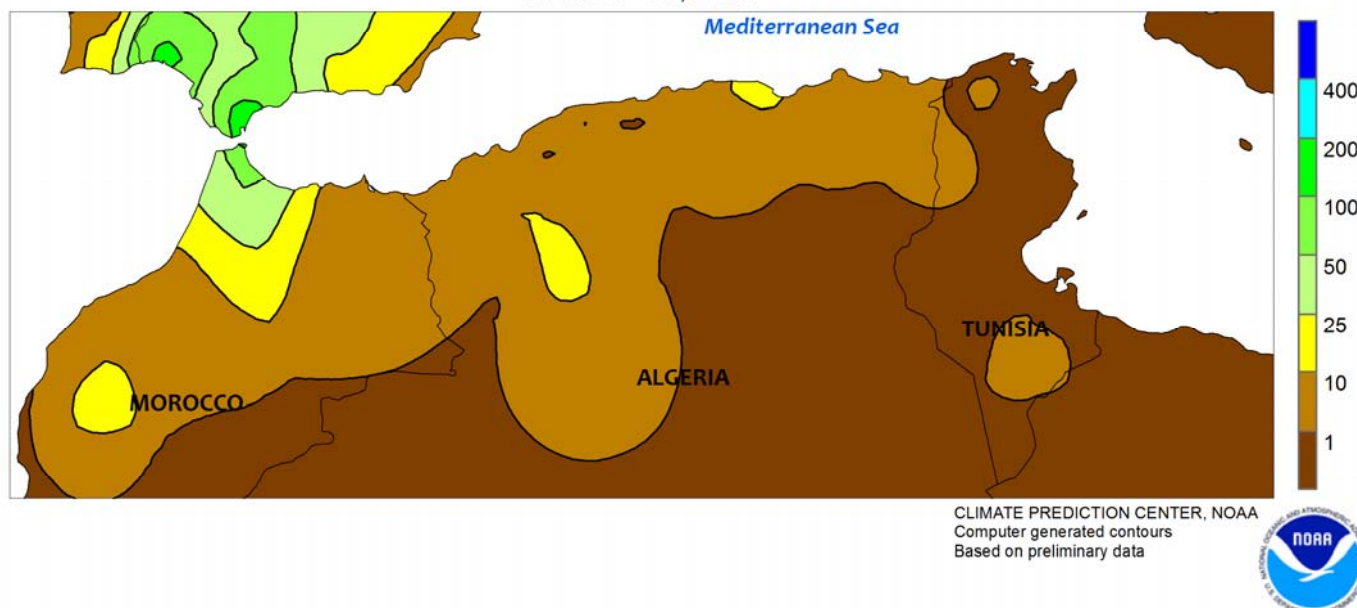 Mediterranean Sea
400
200
100
50
25
10
1
TUNISIA
ALGERIA
MOROCCO
CLIMATE PREDICTION CENTER, NOAA
Computer generated contours
Based on preliminary data
NOAA